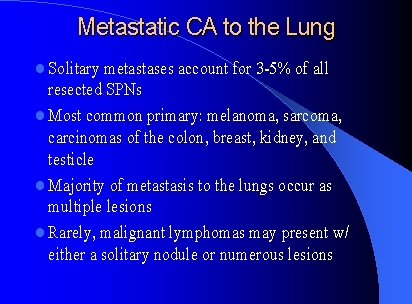 Metastatic CA to the Lung
Solitary metastases account for 3-5% of all
resected SPNs
Most common primary: melanoma, sarcoma,
carcinomas of the colon, breast, kidney, and
testicle
Majority of metastasis to the lungs occur as
multiple lesions
Rarely, malignant lymphomas may present w/
either a solitary nodule or numerous lesions